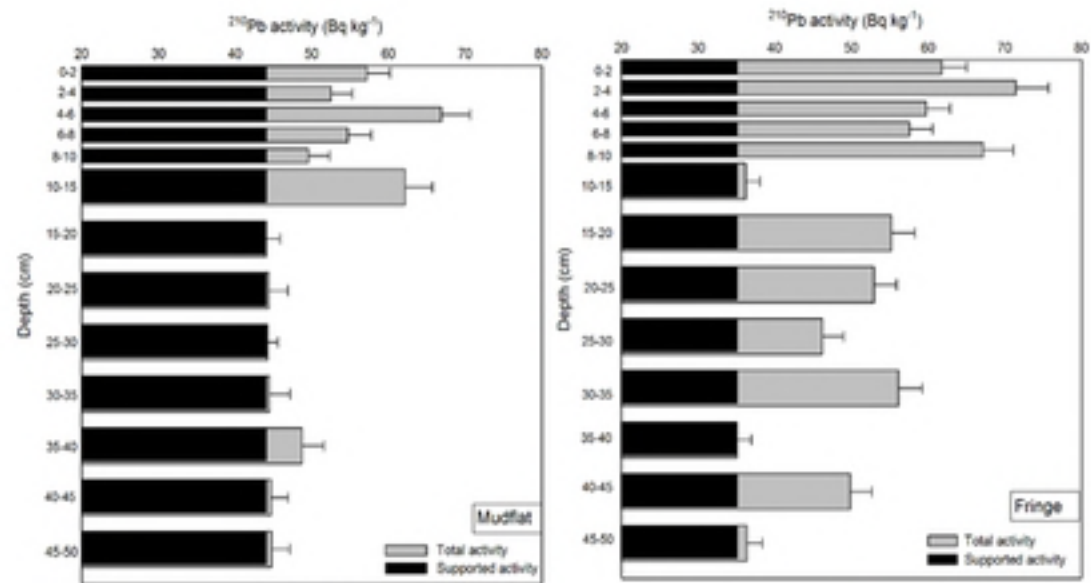 ²¹⁰Pb activity (Bq kg⁻¹)
20 30 40 50 60 70 80
0-2
2-4
4-6
6-8
8-10
10-15
15-20
20-25
25-30
30-35
35-40
40-45
45-50
Depth (cm)
Mudflat
Total activity
Supported activity
²¹⁰Pb activity (Bq kg⁻¹)
20 30 40 50 60 70 80
0-2
2-4
4-6
6-8
8-10
10-15
15-20
20-25
25-30
30-35
35-40
40-45
45-50
Depth (cm)
Fringe
Total activity
Supported activity